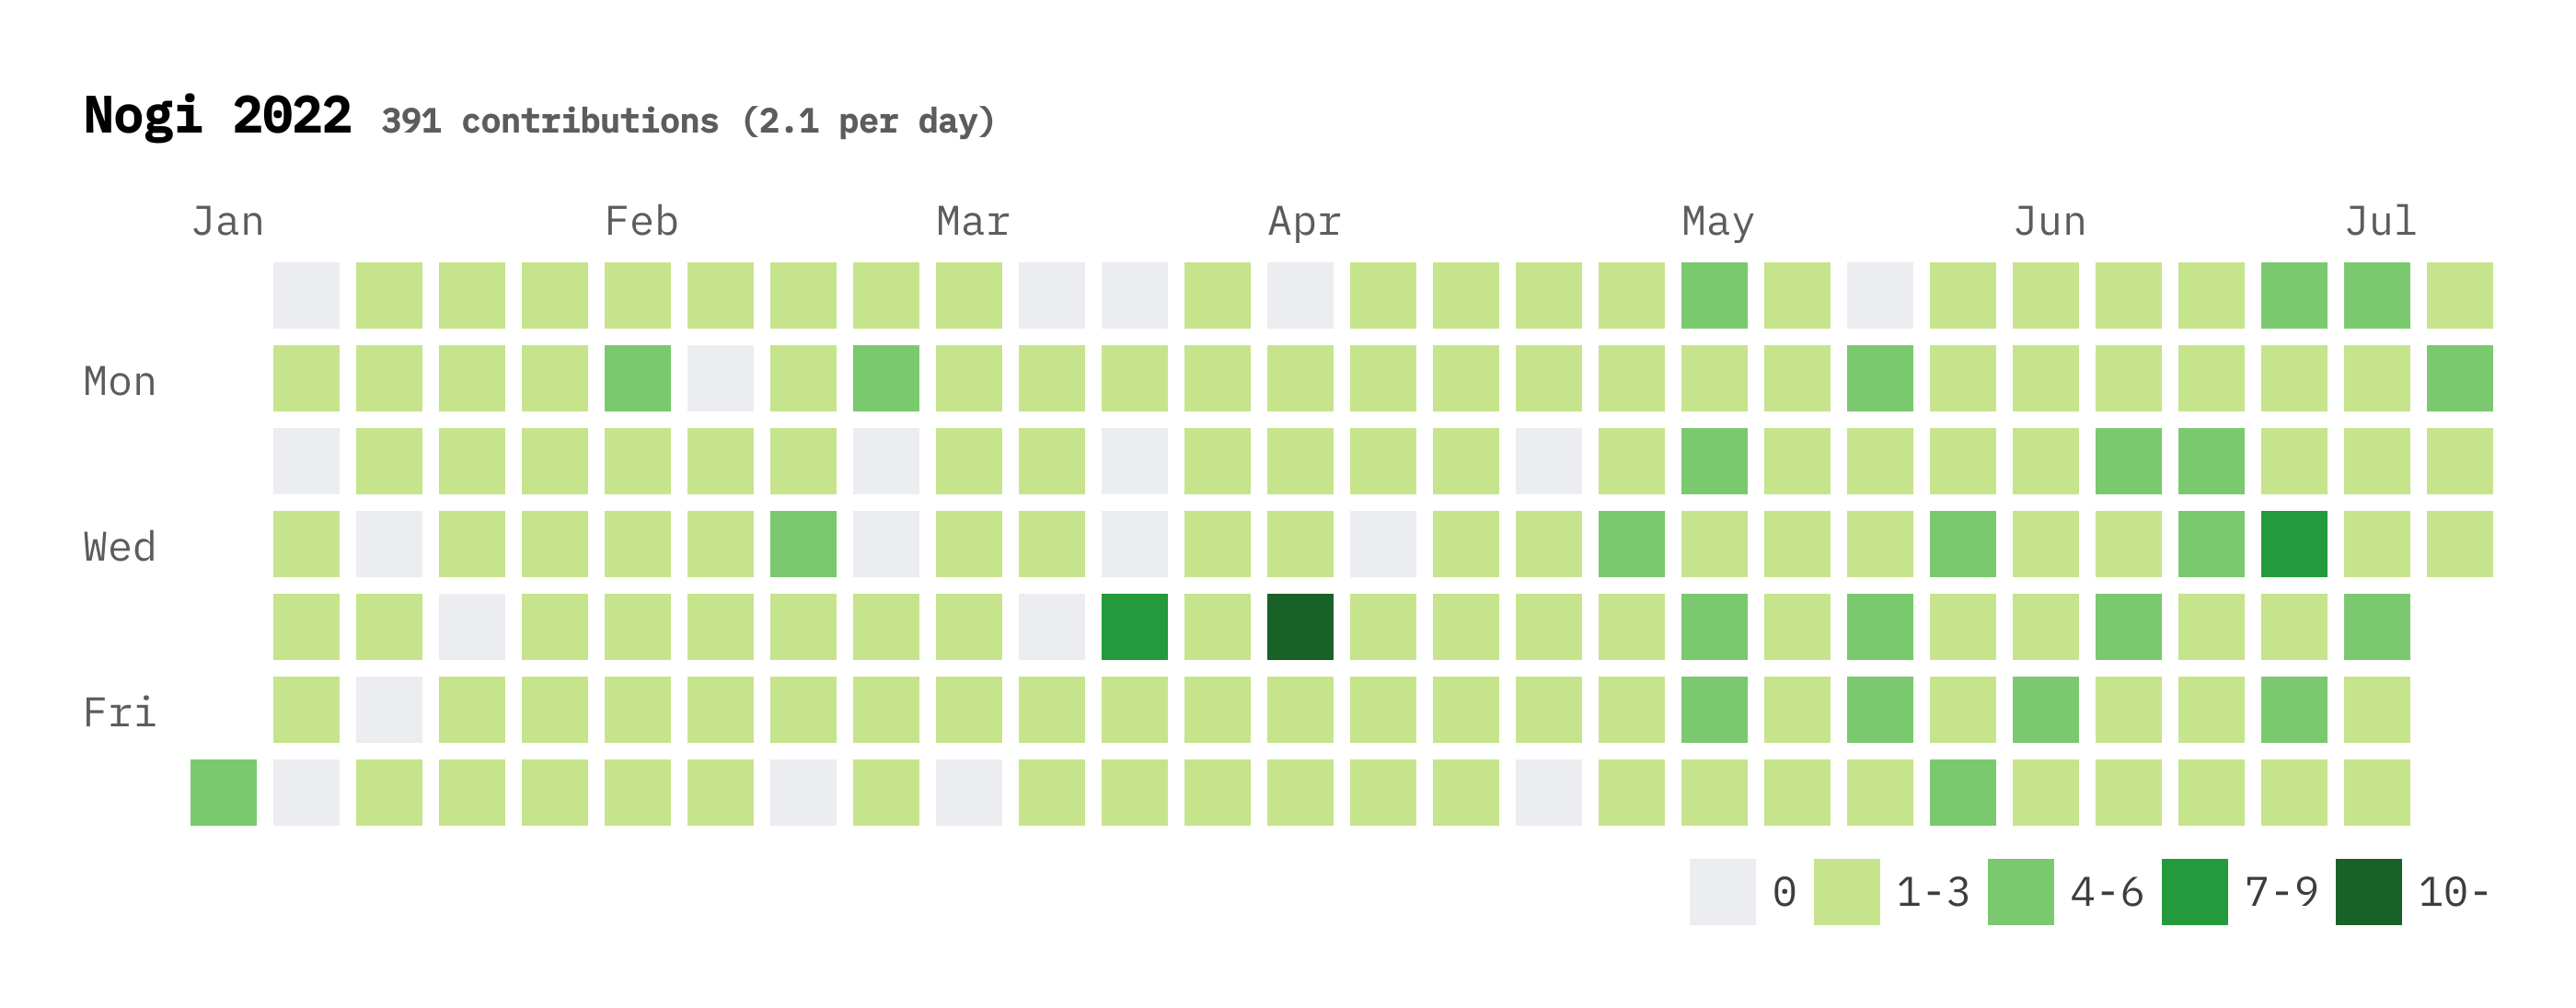 Nogi 2022 391 contributions (2.1 per day)
Jan Feb Mar Apr May Jun Jul
Mon
Wed
Fri
0 1-3 4-6 7-9 10-